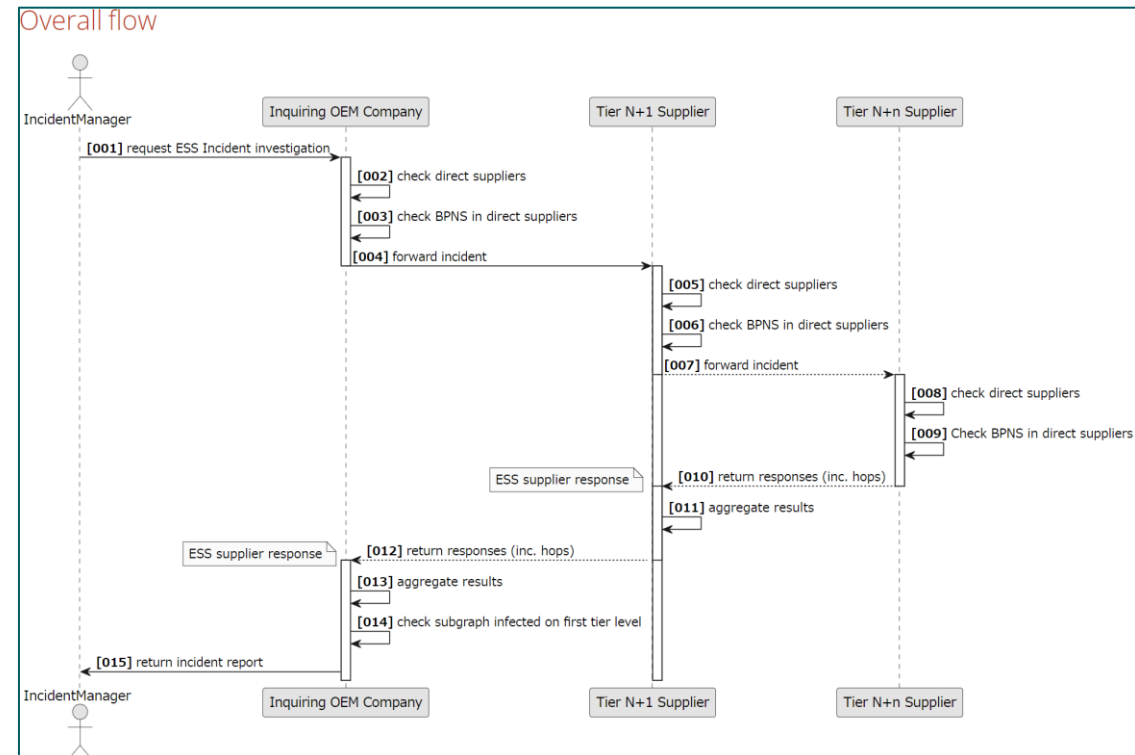 Overall flow
IncidentManager
Inquiring OEM Company
Tier N+1 Supplier
Tier N+n Supplier
[001] request ESS Incident investigation
[002] check direct suppliers
[003] check BPNS in direct suppliers
[004] forward incident
[005] check direct suppliers
[006] check BPNS in direct suppliers
[007] forward incident
[008] check direct suppliers
[009] Check BPNS in direct suppliers
ESS supplier response
[010] return responses (inc. hops)
[011] aggregate results
ESS supplier response
[012] return responses (inc. hops)
[013] aggregate results
[014] check subgraph infected on first tier level
[015] return incident report
IncidentManager
Inquiring OEM Company
Tier N+1 Supplier
Tier N+n Supplier